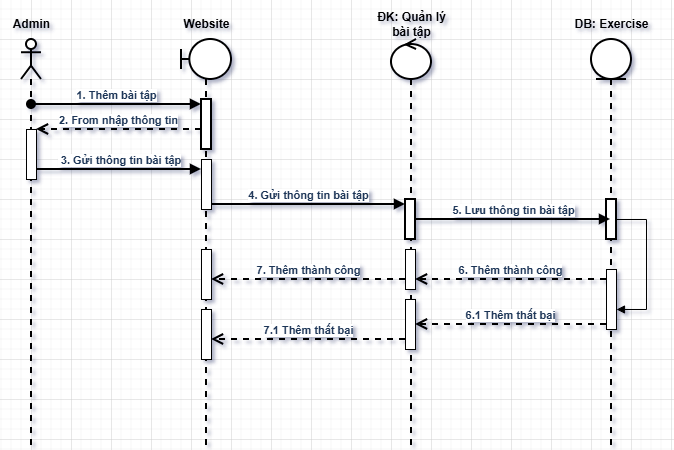 Admin
Website
ĐK: Quản lý
bài tập
DB: Exercise
1. Thêm bài tập
2. From nhập thông tin
3. Gửi thông tin bài tập
4. Gửi thông tin bài tập
5. Lưu thông tin bài tập
7. Thêm thành công
6. Thêm thành công
6.1 Thêm thất bại
7.1 Thêm thất bại